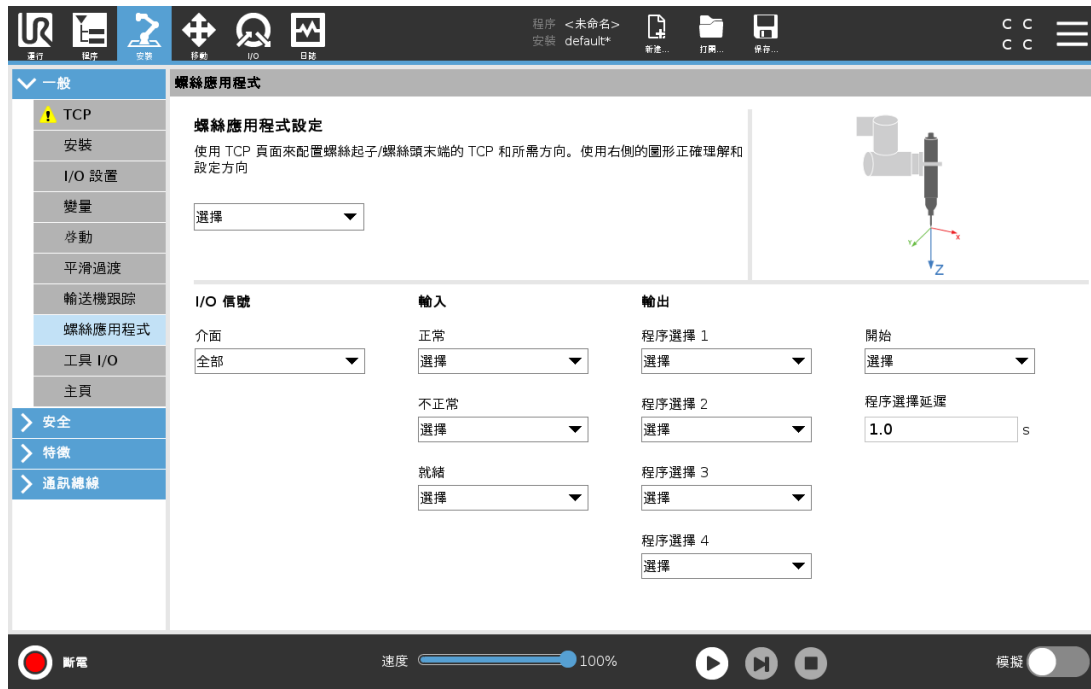 UR
運行
程序
安裝
移動
I/O
日誌
程序 <未命名>
安裝 default*
新建...
打開...
保存...
C C
C C
一般
TCP
安裝
I/O 設置
變量
啓動
平滑過渡
輸送機跟踪
螺絲應用程式
工具 I/O
主頁
安全
特徵
通訊總線
螺絲應用程式
螺絲應用程式設定
使用 TCP 頁面來配置螺絲起子/螺絲頭末端的 TCP 和所需方向。使用右側的圖形正確理解和
設定方向
選擇
X
Y
Z
I/O 信號
介面
全部
輸入
正常
選擇
不正常
選擇
就緒
選擇
輸出
程序選擇 1
選擇
程序選擇 2
選擇
程序選擇 3
選擇
程序選擇 4
選擇
開始
選擇
程序選擇延遲
1.0 s
斷電
速度 100%
模擬